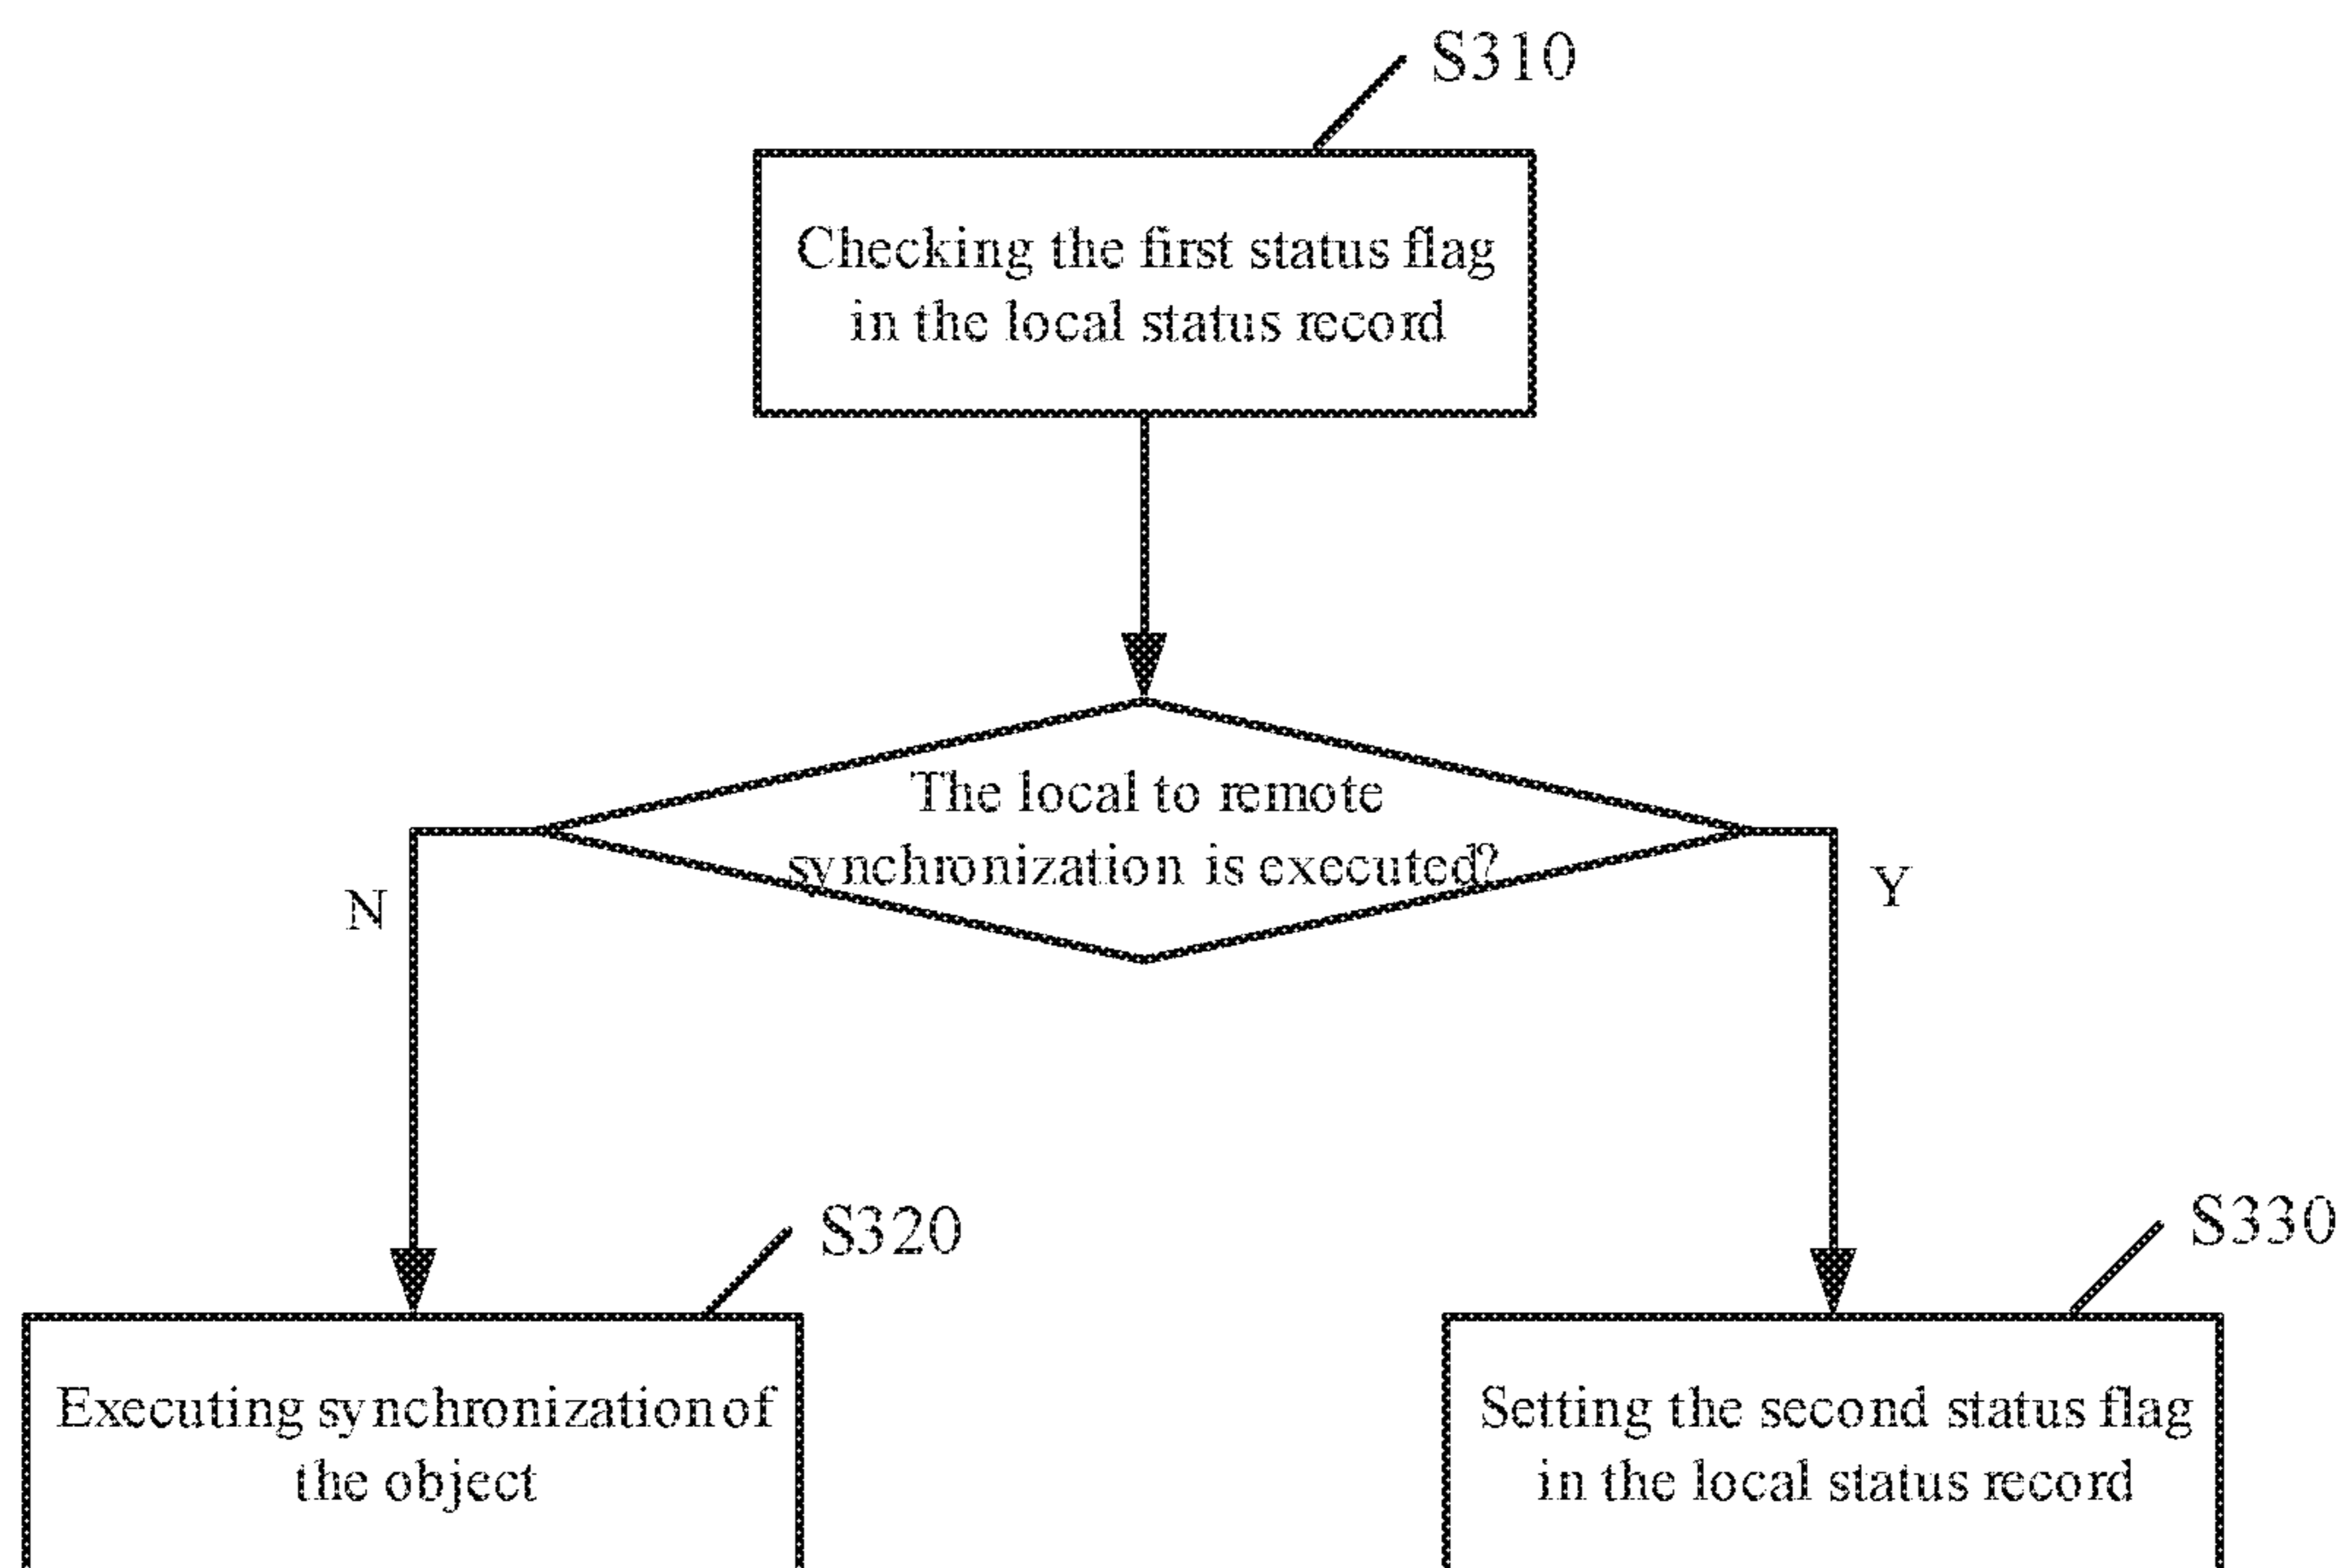 S310
Checking the first status flag
in the local status record
The local to remote
synchronization is executed?
N
Y
S320
S330
Executing synchronization of
the object
Setting the second status flag
in the local status record